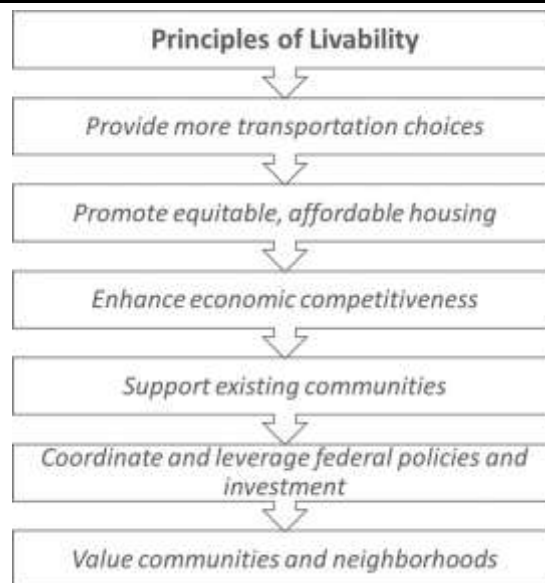 Principles of Livability
Provide more transportation choices
Promote equitable, affordable housing
Enhance economic competitiveness
Support existing communities
Coordinate and leverage federal policies and
investment
Value communities and neighborhoods